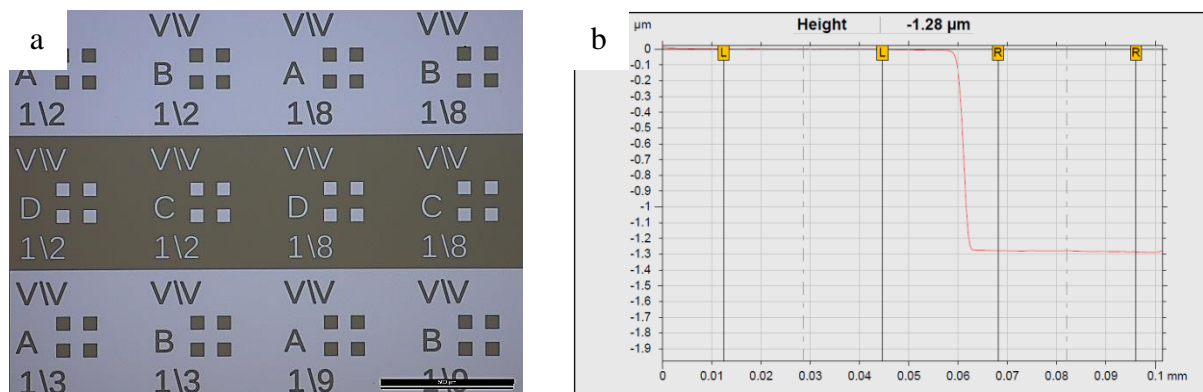 a
V\V V\V V\V
A B A B
1\2 1\2 1\8 1\8
V\V V\V V\V V\V
D C D C
1\2 1\2 1\8 1\8
V\V V\V V\V V\V
A B A B
1\3 1\3 1\9 1\9
500 µm
b
µm Height -1.28 µm
L L R R
0
-0.1
-0.2
-0.3
-0.4
-0.5
-0.6
-0.7
-0.8
-0.9
-1
-1.1
-1.2
-1.3
-1.4
-1.5
-1.6
-1.7
-1.8
-1.9
0 0.01 0.02 0.03 0.04 0.05 0.06 0.07 0.08 0.09 0.1 mm